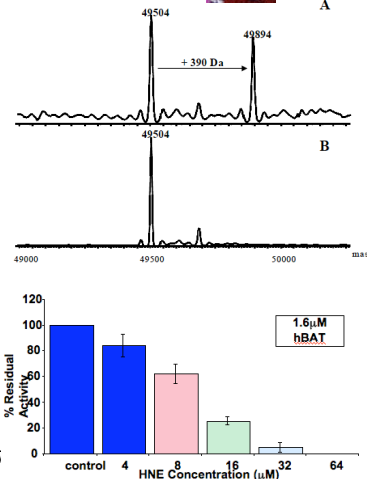 A
49504
49894
+ 390 Da
B
49504
49000 49500 50000 mas
120
100
80
60
40
20
0
% Residual
Activity
1.6µM
hBAT
control 4 8 16 32 64
HNE Concentration (µM)